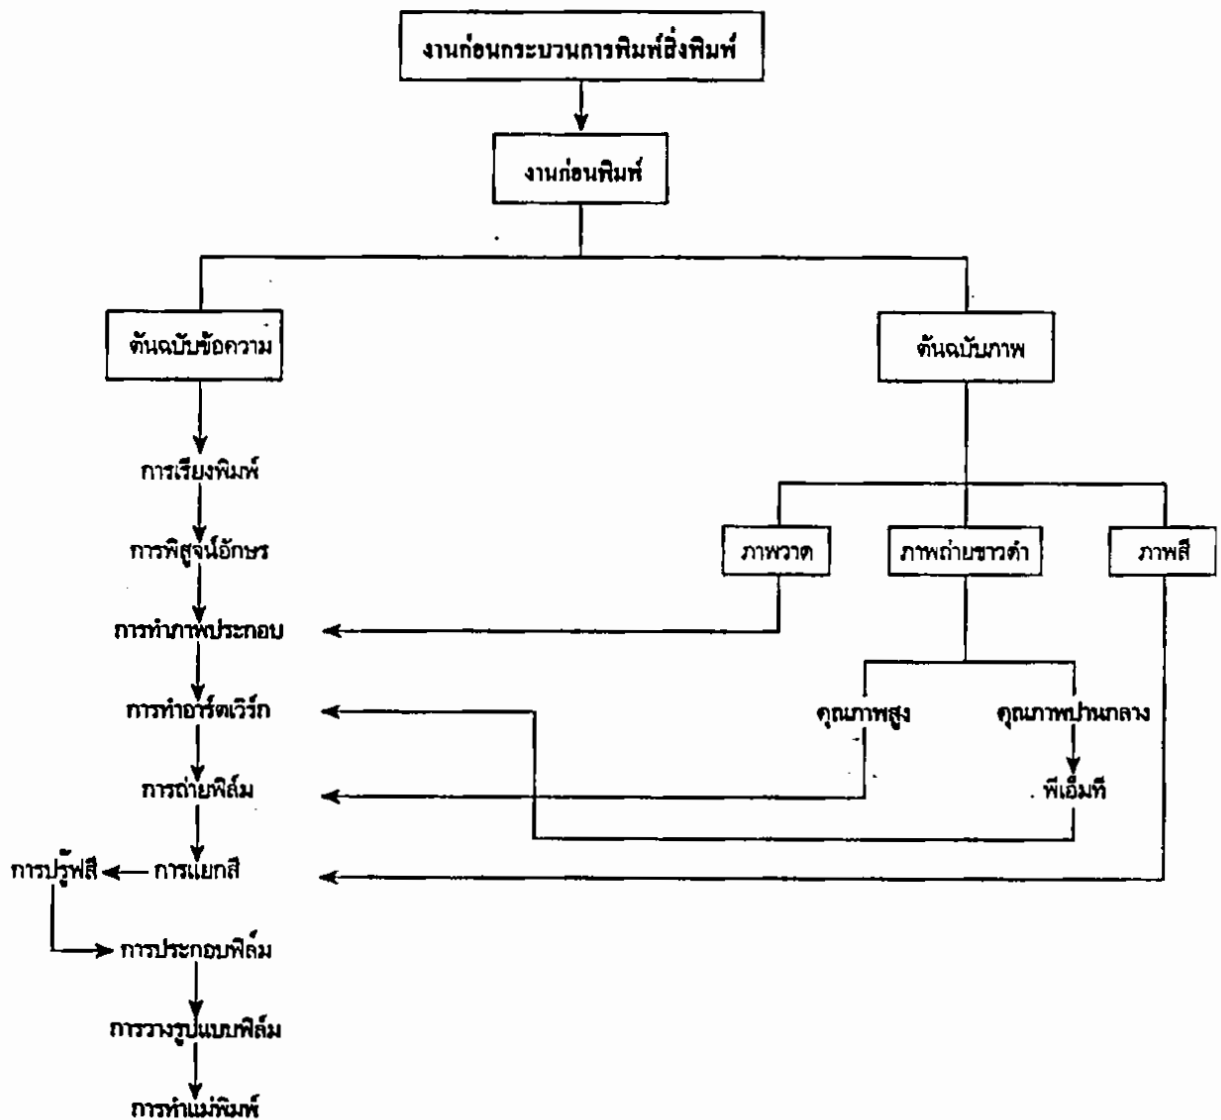 งานก่อนกระบวนการพิมพ์สิ่งพิมพ์
งานก่อนพิมพ์
ต้นฉบับข้อความ
ต้นฉบับภาพ
การเรียงพิมพ์
การพิสูจน์อักษร
ภาพวาด
ภาพถ่ายขาวดำ
ภาพสี
การทำภาพประกอบ
การทำอาร์ตเวิร์ก
คุณภาพสูง
คุณภาพปานกลาง
การถ่ายฟิล์ม
พีเอ็มที
การปรู๊ฟสี
การแยกสี
การประกอบฟิล์ม
การวางรูปแบบฟิล์ม
การทำแม่พิมพ์